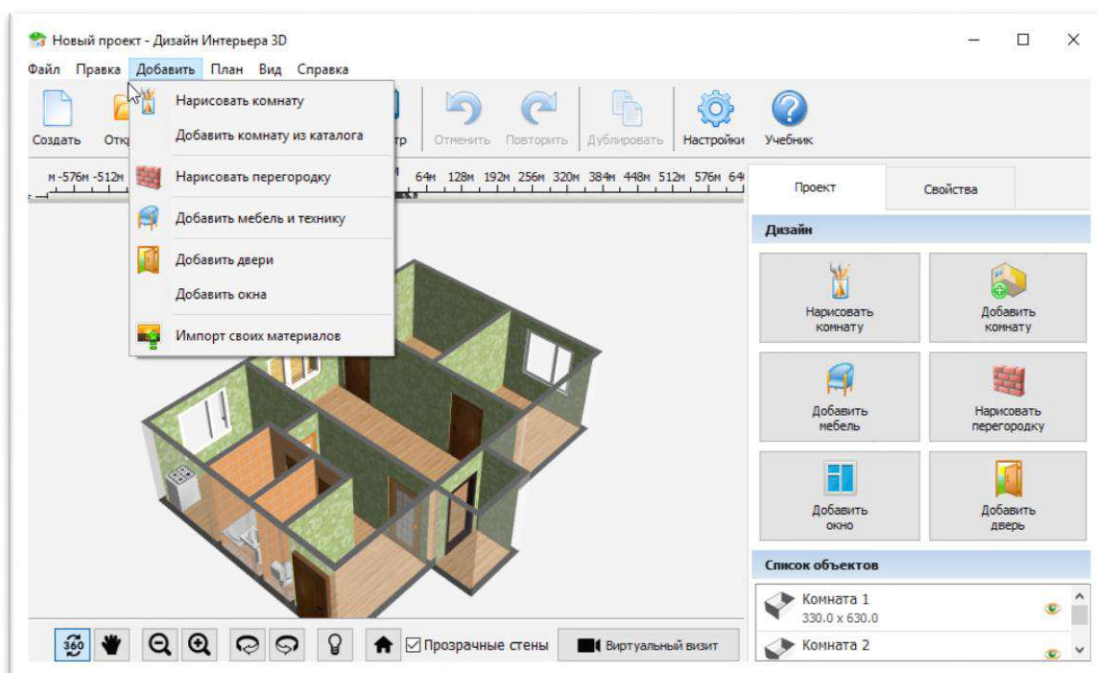 Новый проект - Дизайн Интерьера 3D
Файл Правка Добавить План Вид Справка
Создать
Отменить Повторить Дублировать Настройки Учебник
Нарисовать комнату
Добавить комнату из каталога
Нарисовать перегородку
Добавить мебель и технику
Добавить двери
Добавить окна
Импорт своих материалов
-576м -512м 64м 128м 192м 256м 320м 384м 448м 512м 576м
Проект Свойства
Дизайн
Нарисовать
комнату
Добавить
комнату
Добавить
мебель
Нарисовать
перегородку
Добавить
окно
Добавить
дверь
Список объектов
Комната 1
330.0 x 630.0
Комната 2
360 Прозрачные стены Виртуальный визит